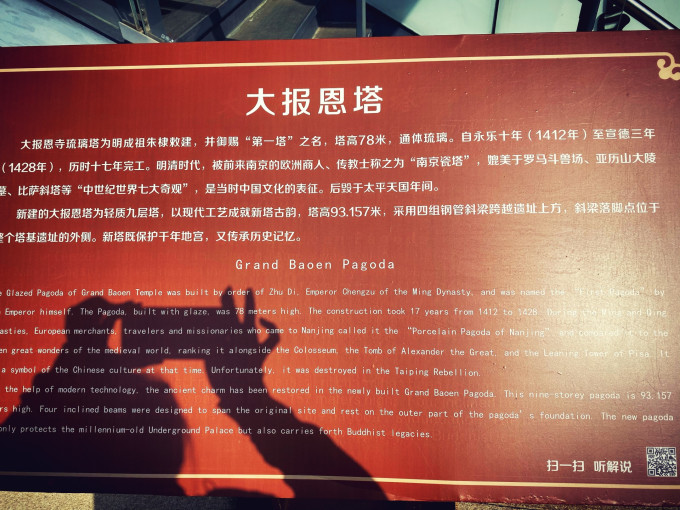 大报恩塔
大报恩寺琉璃塔为明成祖朱棣敕建，并御赐“第一塔”之名，塔高78米，通体琉璃。自永乐十年（1412年）至宣德三年
（1428年），历时十七年完工。明清时代，被前来南京的欧洲商人、传教士称之为“南京瓷塔”，媲美于罗马斗兽场、亚历山大陵
墓、比萨斜塔等“中世纪世界七大奇观”，是当时中国文化的表征。后毁于太平天国年间。
新建的大报恩塔为轻质九层塔，以现代工艺成就新塔古韵，塔高93.157米，采用四组钢管斜梁跨越遗址上方，斜梁落脚点位于
整个塔基遗址的外侧。新塔既保护千年地宫，又传承历史记忆。
Grand Baoen Pagoda
Glazed Pagoda of Grand Baoen Temple was built by order of Zhu Di, Emperor Chengzu of the Ming Dynasty, and was named the “First Pagoda” by
Emperor himself. The Pagoda, built with glaze, was 78 meters high. The construction took 17 years from 1412 to 1428. During the Ming and Qing
European merchants, travelers and missionaries who came to Nanjing called it the “Porcelain Pagoda of Nanjing” and compared it to the
great wonders of the medieval world, ranking it alongside the Colosseum, the Tomb of Alexander the Great, and the Leaning Tower of Pisa. It
a symbol of the Chinese culture at that time. Unfortunately, it was destroyed in the Taiping Rebellion.
the help of modern technology, the ancient charm has been restored in the newly built Grand Baoen Pagoda. This nine-storey pagoda is 93.157
high. Four inclined beams were designed to span the original site and rest on the outer part of the pagoda's foundation. The new pagoda
only protects the millennium-old Underground Palace but also carries forth Buddhist legacies.
扫一扫 听解说